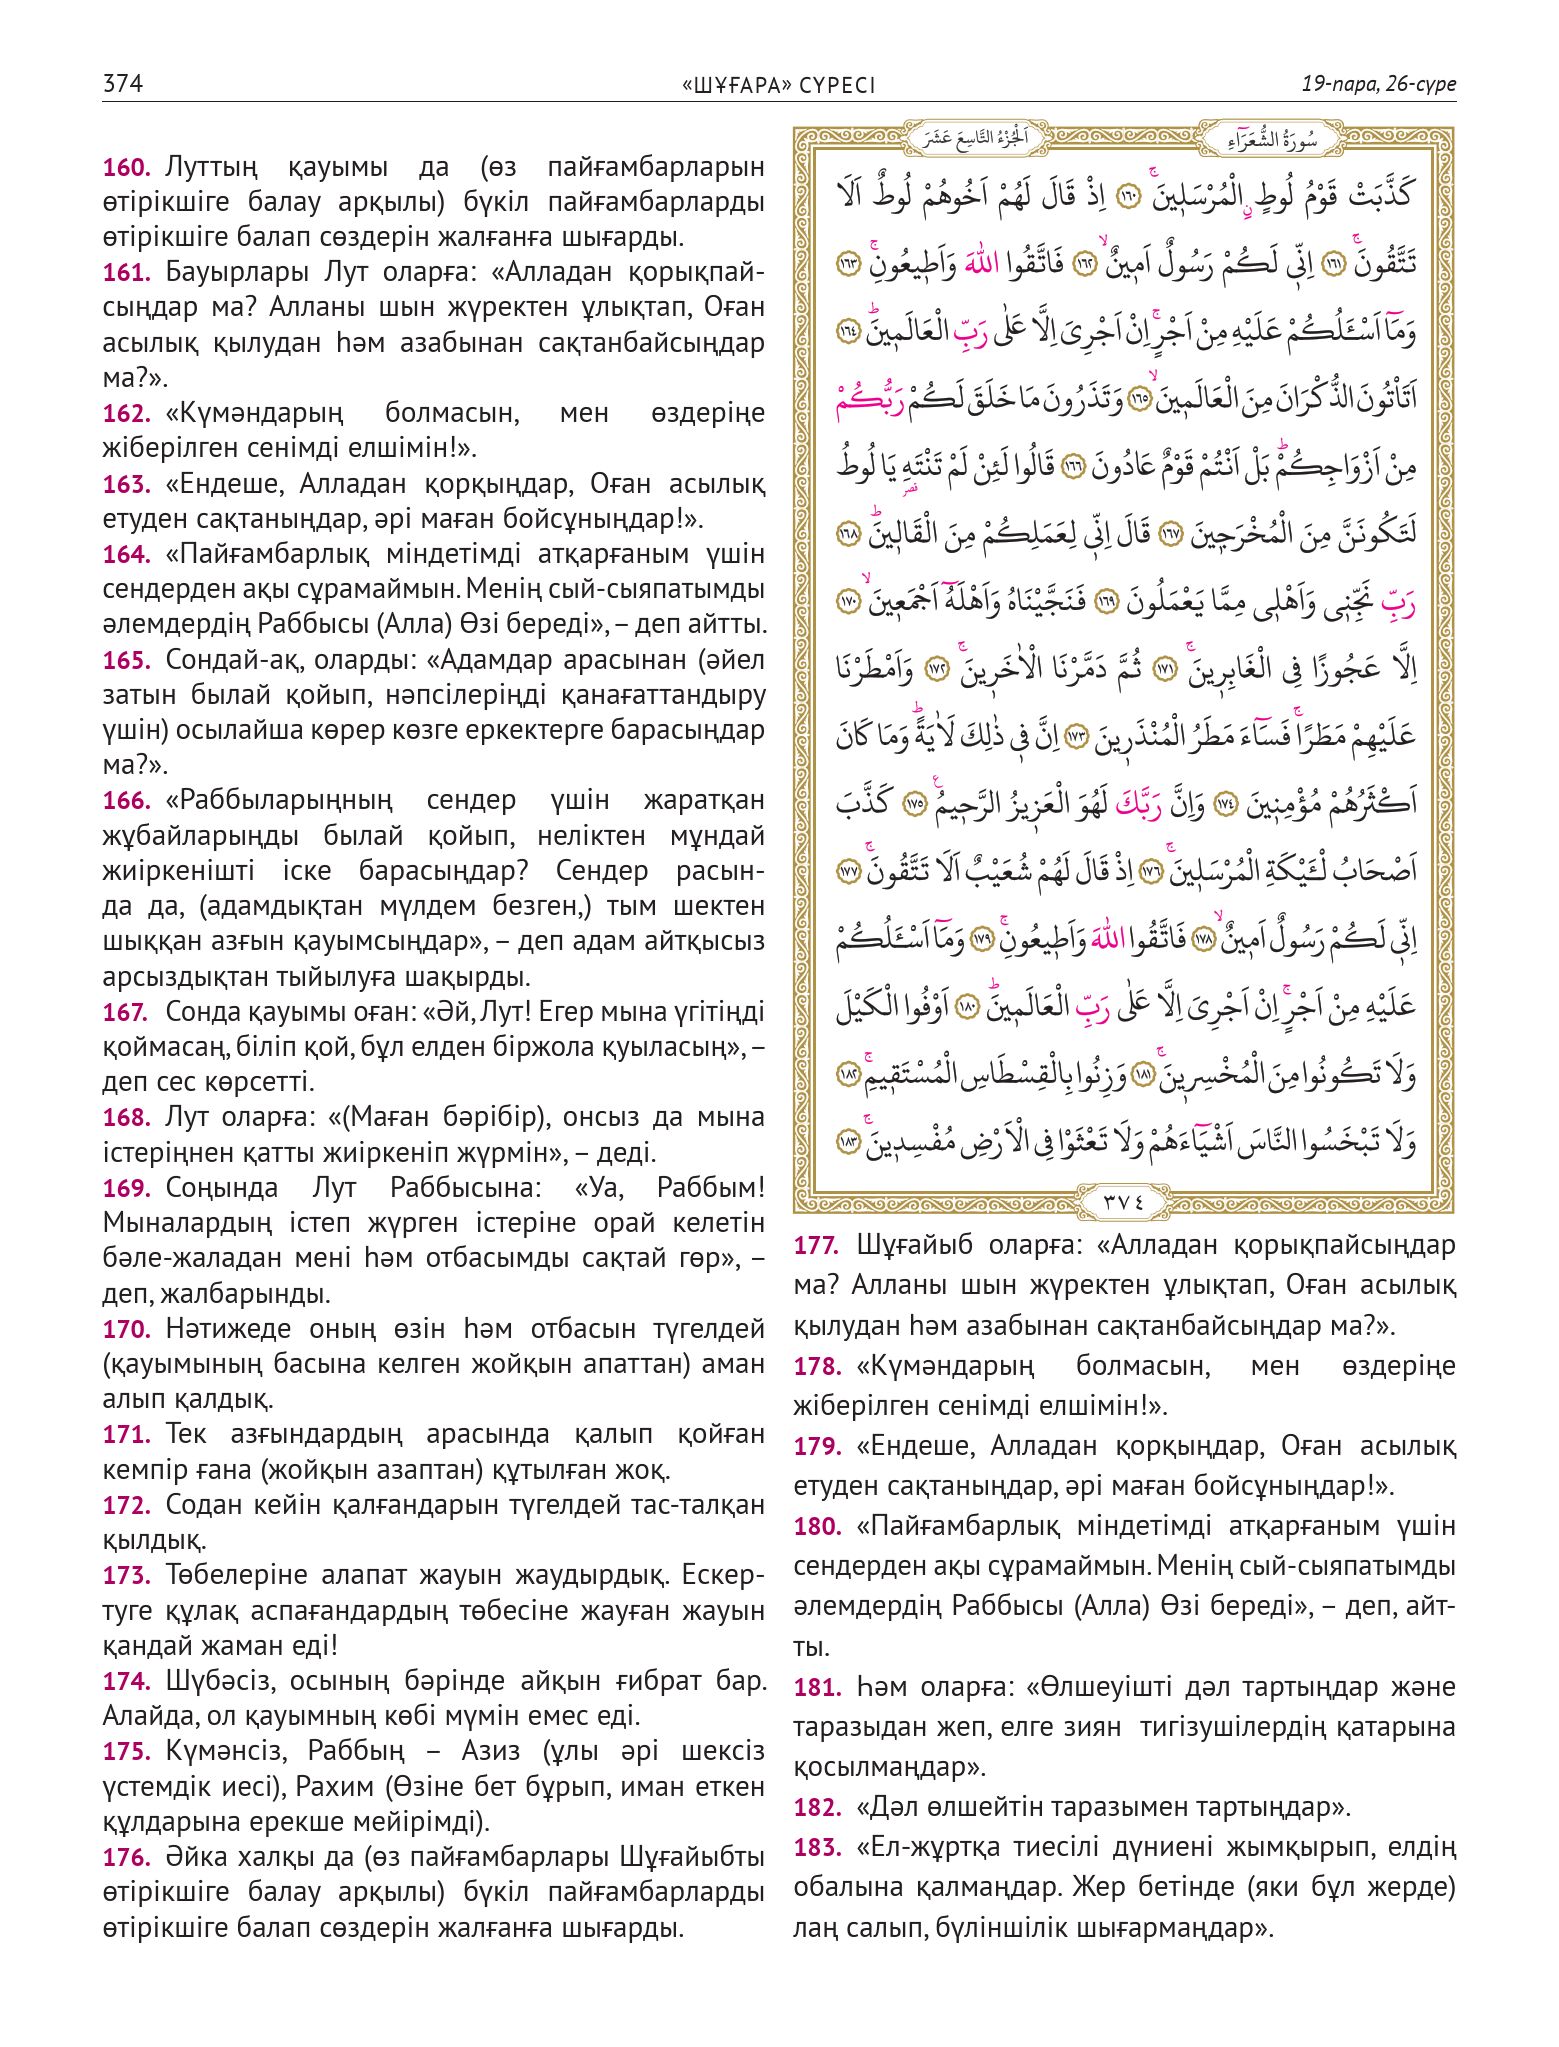 374
«ШҰҒАРА» СҮРЕСІ
19-пара, 26-сүре
160. Луттың қауымы да (өз пайғамбарларын
өтірікшіге балау арқылы) бүкіл пайғамбарларды
өтірікшіге балап сөздерін жалғанға шығарды.
161. Бауырлары Лут оларға: «Алладан қорықпай-
сыңдар ма? Алланы шын жүректен ұлықтап, Оған
асылық қылудан һәм азабынан сақтанбайсыңдар
ма?».
162. «Күмәндарың болмасын, мен өздеріңе
жіберілген сенімді елшімін!».
163. «Ендеше, Алладан қорқыңдар, Оған асылық
етуден сақтаныңдар, әрі маған бойсұныңдар!».
164. «Пайғамбарлық міндетімді атқарғаным үшін
сендерден ақы сұрамаймын. Менің сый-сыяпатымды
әлемдердің Раббысы (Алла) Өзі береді», – деп айтты.
165. Сондай-ақ, оларды: «Адамдар арасынан (әйел
затын былай қойып, нәпсілеріңді қанағаттандыру
үшін) осылайша көрер көзге еркектерге барасыңдар
ма?».
166. «Раббыларыңның сендер үшін жаратқан
жұбайларыңды былай қойып, неліктен мұндай
жиіркенішті іске барасыңдар? Сендер расын-
да да, (адамдықтан мүлдем безген,) тым шектен
шыққан азғын қауымсыңдар», – деп адам айтқысыз
арсыздықтан тыйылуға шақырды.
167. Сонда қауымы оған: «Әй, Лут! Егер мына үгітіңді
қоймасаң, біліп қой, бұл елден біржола қуыласың», –
деп сес көрсетті.
168. Лут оларға: «(Маған бәрібір), онсыз да мына
істеріңнен қатты жиіркеніп жүрмін», – деді.
169. Соңында Лут Раббысына: «Уа, Раббым!
Мыналардың істеп жүрген істеріне орай келетін
бәле-жаладан мені һәм отбасымды сақтай гөр», –
деп, жалбарынды.
170. Нәтижеде оның өзін һәм отбасын түгелдей
(қауымының басына келген жойқын апаттан) аман
алып қалдық.
171. Тек азғындардың арасында қалып қойған
кемпір ғана (жойқын азаптан) құтылған жоқ.
172. Содан кейін қалғандарын түгелдей тас-талқан
қылдық.
173. Төбелеріне алапат жауын жаудырдық. Ескер-
туге құлақ аспағандардың төбесіне жауған жауын
қандай жаман еді!
174. Шүбәсіз, осының бәрінде айқын ғибрат бар.
Алайда, ол қауымның көбі мүмін емес еді.
175. Күмәнсіз, Раббың – Азиз (ұлы әрі шексіз
үстемдік иесі), Рахим (Өзіне бет бұрып, иман еткен
құлдарына ерекше мейірімді).
176. Әйка халқы да (өз пайғамбарлары Шұғайыбты
өтірікшіге балау арқылы) бүкіл пайғамбарларды
өтірікшіге балап сөздерін жалғанға шығарды.
سُورَةُ الشُّعَرَٓاءِ
اَلْجُزْءُ التَّاسِعَ عَشَرَ
كَذَّبَتْ قَوْمُ لُوطٍۨ الْمُرْسَل۪ينَۚ ﴿١٦٠﴾ اِذْ قَالَ لَهُمْ اَخُوهُمْ لُوطٌ اَلَا
تَتَّقُونَۚ ﴿١٦١﴾ اِنّ۪ي لَكُمْ رَسُولٌ اَم۪ينٌۙ ﴿١٦٢﴾ فَاتَّقُوا اللّٰهَ وَاَط۪يعُونِۚ ﴿١٦٣﴾
وَمَٓا اَسْـَٔلُكُمْ عَلَيْهِ مِنْ اَجْرٍۚ اِنْ اَجْرِيَ اِلَّا عَلٰى رَبِّ الْعَالَم۪ينَۜ ﴿١٦٤﴾
اَتَأْتُونَ الذُّكْرَانَ مِنَ الْعَالَم۪ينَۙ ﴿١٦٥﴾ وَتَذَرُونَ مَا خَلَقَ لَكُمْ رَبُّكُمْ
مِنْ اَزْوَاجِكُمْۜ بَلْ اَنْتُمْ قَوْمٌ عَادُونَ ﴿١٦٦﴾ قَالُوا لَئِنْ لَمْ تَنْتَهِ يَا لُوطُ
لَتَكُونَنَّ مِنَ الْمُخْرَج۪ينَ ﴿١٦٧﴾ قَالَ اِنّ۪ي لِعَمَلِكُمْ مِنَ الْقَال۪ينَۜ ﴿١٦٨﴾
رَبِّ نَجِّن۪ي وَاَهْل۪ي مِمَّا يَعْمَلُونَ ﴿١٦٩﴾ فَنَجَّيْنَاهُ وَاَهْلَهُٓ اَجْمَع۪ينَۙ ﴿١٧٠﴾
اِلَّا عَجُوزًا فِي الْغَابِر۪ينَۚ ﴿١٧١﴾ ثُمَّ دَمَّرْنَا الْاٰخَر۪ينَۚ ﴿١٧٢﴾ وَاَمْطَرْنَا
عَلَيْهِمْ مَطَرًاۚ فَسَٓاءَ مَطَرُ الْمُنْذَر۪ينَ ﴿١٧٣﴾ اِنَّ ف۪ي ذٰلِكَ لَاٰيَةًۜ وَمَا كَانَ
اَكْثَرُهُمْ مُؤْمِن۪ينَ ﴿١٧٤﴾ وَاِنَّ رَبَّكَ لَهُوَ الْعَز۪يزُ الرَّح۪يمُ۟ ﴿١٧٥﴾ كَذَّبَ
اَصْحَابُ لْـَٔيْكَةِ الْمُرْسَل۪ينَۚ ﴿١٧٦﴾ اِذْ قَالَ لَهُمْ شُعَيْبٌ اَلَا تَتَّقُونَۚ ﴿١٧٧﴾
اِنّ۪ي لَكُمْ رَسُولٌ اَم۪ينٌۙ ﴿١٧٨﴾ فَاتَّقُوا اللّٰهَ وَاَط۪يعُونِۚ ﴿١٧٩﴾ وَمَٓا اَسْـَٔلُكُمْ
عَلَيْهِ مِنْ اَجْرٍۚ اِنْ اَجْرِيَ اِلَّا عَلٰى رَبِّ الْعَالَم۪ينَۜ ﴿١٨٠﴾ اَوْفُوا الْكَيْلَ
وَلَا تَكُونُوا مِنَ الْمُخْسِر۪ينَۚ ﴿١٨١﴾ وَزِنُوا بِالْقِسْطَاسِ الْمُسْتَق۪يمِۚ ﴿١٨٢﴾
وَلَا تَبْخَسُوا النَّاسَ اَشْيَٓاءَهُمْ وَلَا تَعْثَوْا فِي الْاَرْضِ مُفْسِد۪ينَۚ ﴿١٨٣﴾
٣٧٤
177. Шұғайыб оларға: «Алладан қорықпайсыңдар
ма? Алланы шын жүректен ұлықтап, Оған асылық
қылудан һәм азабынан сақтанбайсыңдар ма?».
178. «Күмәндарың болмасын, мен өздеріңе
жіберілген сенімді елшімін!».
179. «Ендеше, Алладан қорқыңдар, Оған асылық
етуден сақтаныңдар, әрі маған бойсұныңдар!».
180. «Пайғамбарлық міндетімді атқарғаным үшін
сендерден ақы сұрамаймын. Менің сый-сыяпатымды
әлемдердің Раббысы (Алла) Өзі береді», – деп, айт-
ты.
181. Һәм оларға: «Өлшеуішті дәл тартыңдар және
таразыдан жеп, елге зиян тигізушілердің қатарына
қосылмаңдар».
182. «Дәл өлшейтін таразымен тартыңдар».
183. «Ел-жұртқа тиесілі дүниені жымқырып, елдің
обалына қалмаңдар. Жер бетінде (яки бұл жерде)
лаң салып, бүліншілік шығармаңдар».